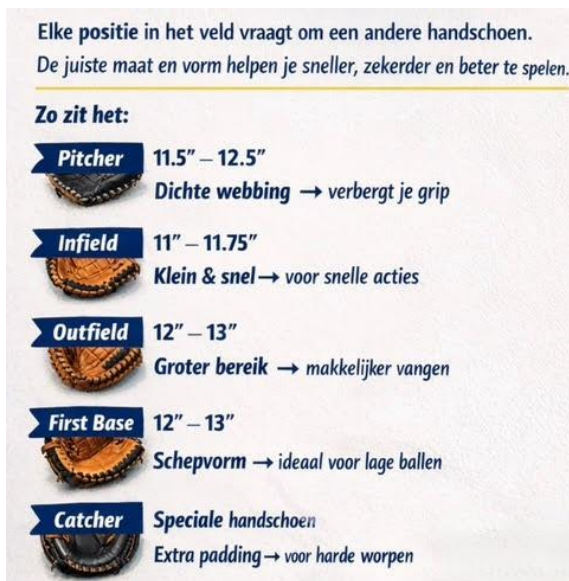 Elke positie in het veld vraagt om een andere handschoen.
De juiste maat en vorm helpen je sneller, zekerder en beter te spelen.
Zo zit het:
Pitcher 11.5" – 12.5"
Dichte webbing → verbergt je grip
Infield 11" – 11.75"
Klein & snel → voor snelle acties
Outfield 12" – 13"
Groter bereik → makkelijker vangen
First Base 12" – 13"
Schepvorm → ideaal voor lage ballen
Catcher Speciale handschoen
Extra padding → voor harde worpen